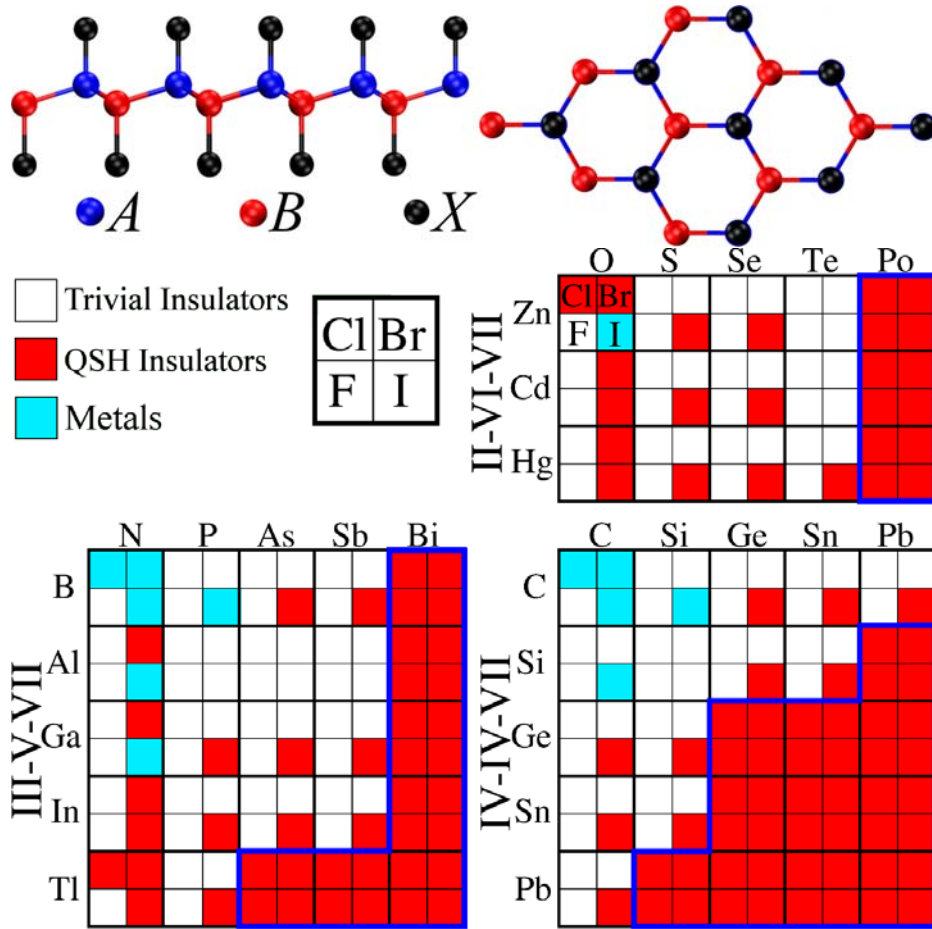 A B X
Trivial Insulators
QSH Insulators
Metals
Cl Br
F I
II-VI-VII
O S Se Te Po
Zn
Cl Br
F I
Cd
Hg
III-V-VII
N P As Sb Bi
B
Al
Ga
In
Tl
IV-IV-VII
C Si Ge Sn Pb
C
Si
Ge
Sn
Pb